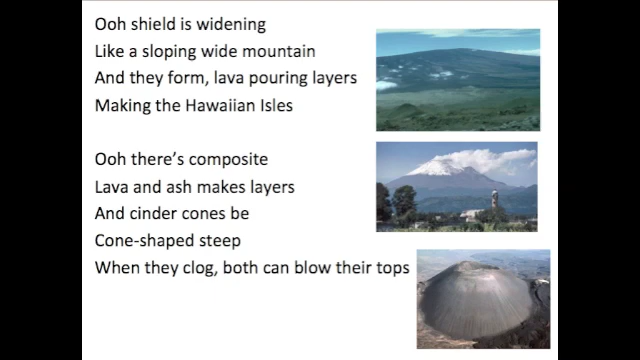 Ooh shield is widening
Like a sloping wide mountain
And they form, lava pouring layers
Making the Hawaiian Isles
Ooh there's composite
Lava and ash makes layers
And cinder cones be
Cone-shaped steep
When they clog, both can blow their tops